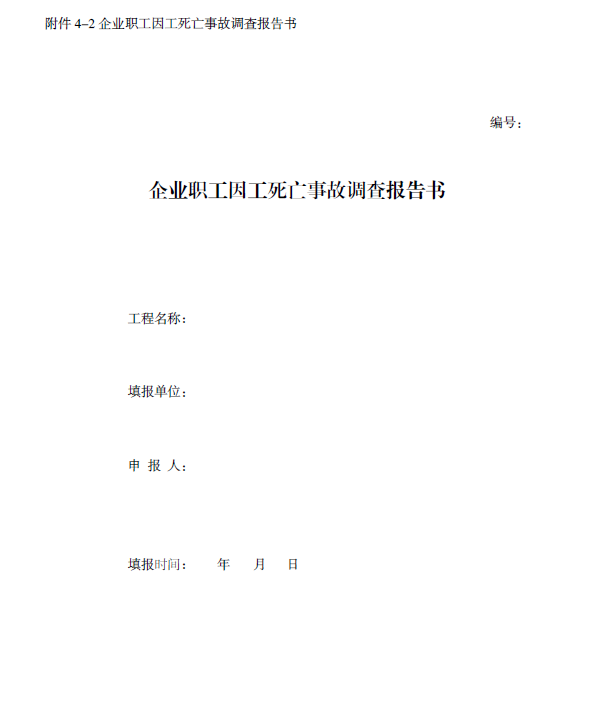 附件 4-2 企业职工因工死亡事故调查报告书
编号：
企业职工因工死亡事故调查报告书
工程名称：
填报单位：
申 报 人：
填报时间： 年 月 日